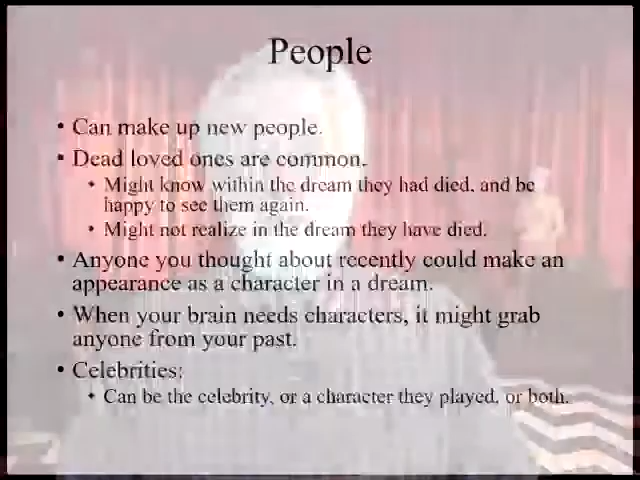 People
• Can make up new people.
• Dead loved ones are common.
• Might know within the dream they had died, and be
happy to see them again.
• Might not realize in the dream they have died.
• Anyone you thought about recently could make an
appearance as a character in a dream.
• When your brain needs characters, it might grab
anyone from your past.
• Celebrities:
• Can be the celebrity, or a character they played, or both.